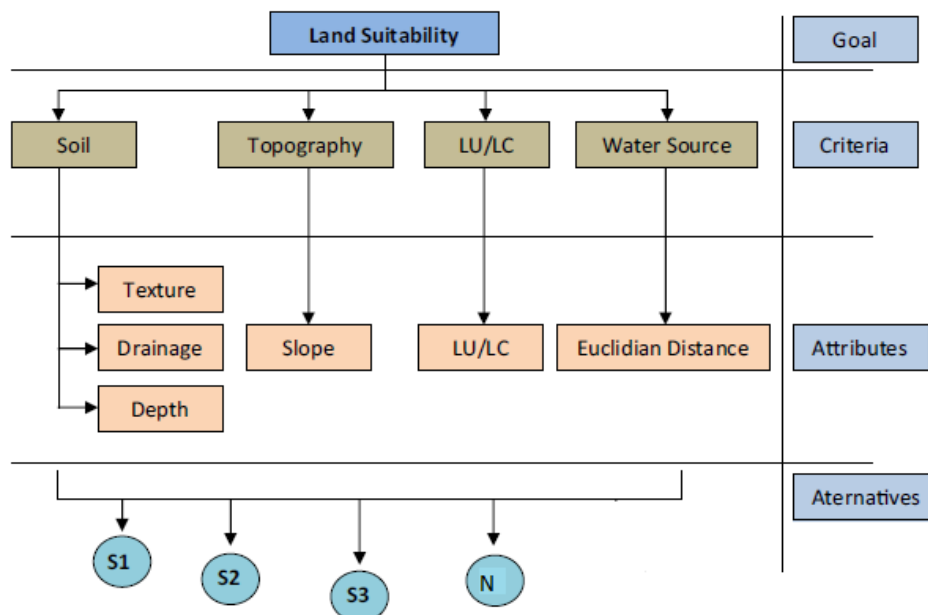 Land Suitability
Goal
Soil
Topography
LU/LC
Water Source
Criteria
Texture
Drainage
Slope
LU/LC
Euclidian Distance
Attributes
Depth
Aternatives
S1
S2
S3
N